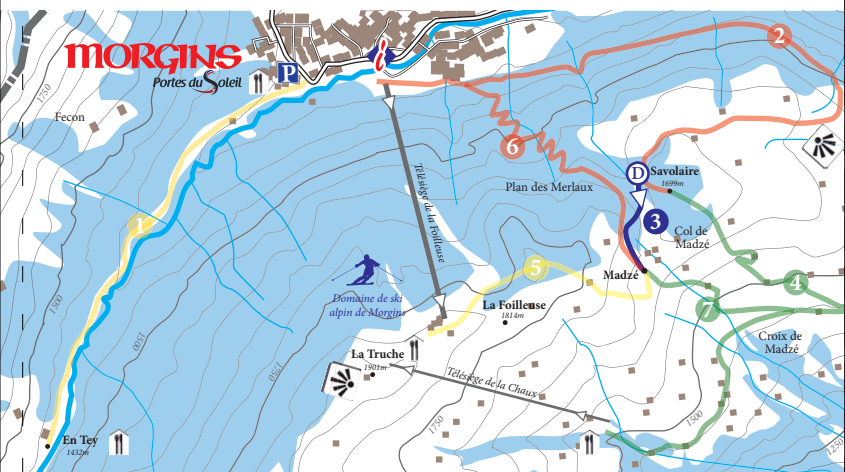 MORGINS
Portes du Soleil
P
i
2
1750
Fecon
6
Télésiège de la Foilleuse
D
Savolaire
1699m
Plan des Merlaux
1
3
Col de
Madzé
5
Madzé
4
Domaine de ski
alpin de Morgins
La Foilleuse
1814m
7
1500
1500
Croix de
Madzé
La Truche
1901m
1750
Télésiège de la Chaux
1750
1500
En Tey
1432m
1250